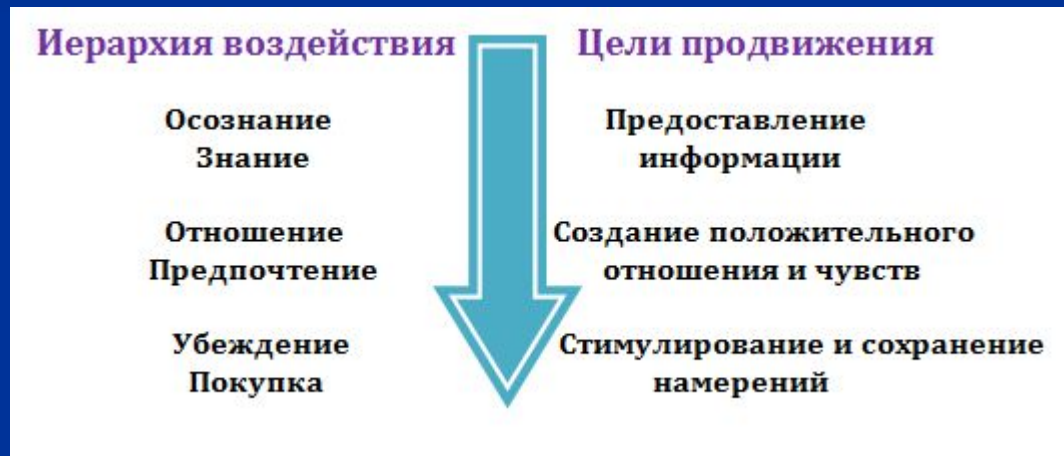 Иерархия воздействия
Цели продвижения
Осознание
Знание
Предоставление
информации
Отношение
Предпочтение
Создание положительного
отношения и чувств
Убеждение
Покупка
Стимулирование и сохранение
намерений